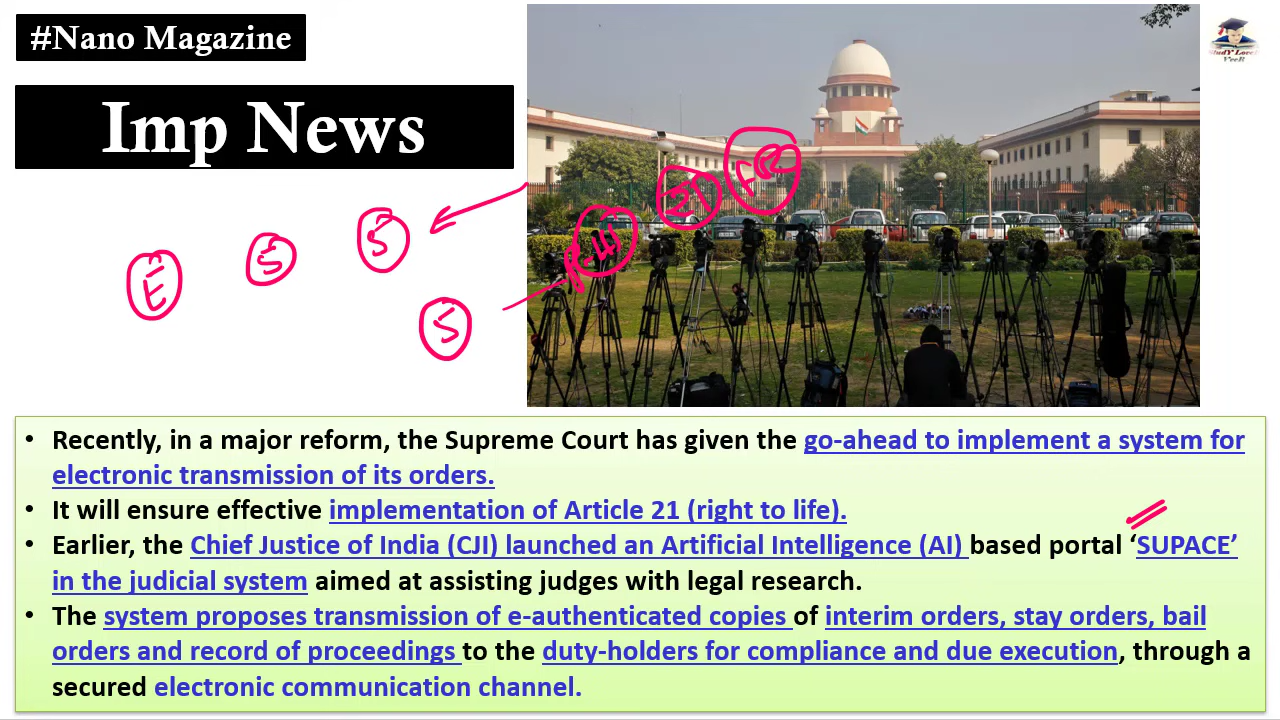 #Nano Magazine
Imp News
StudY Lover
VeeR
E
S
S
S
21
• Recently, in a major reform, the Supreme Court has given the go-ahead to implement a system for
electronic transmission of its orders.
• It will ensure effective implementation of Article 21 (right to life).
• Earlier, the Chief Justice of India (CJI) launched an Artificial Intelligence (AI) based portal ‘SUPACE’
in the judicial system aimed at assisting judges with legal research.
• The system proposes transmission of e-authenticated copies of interim orders, stay orders, bail
orders and record of proceedings to the duty-holders for compliance and due execution, through a
secured electronic communication channel.